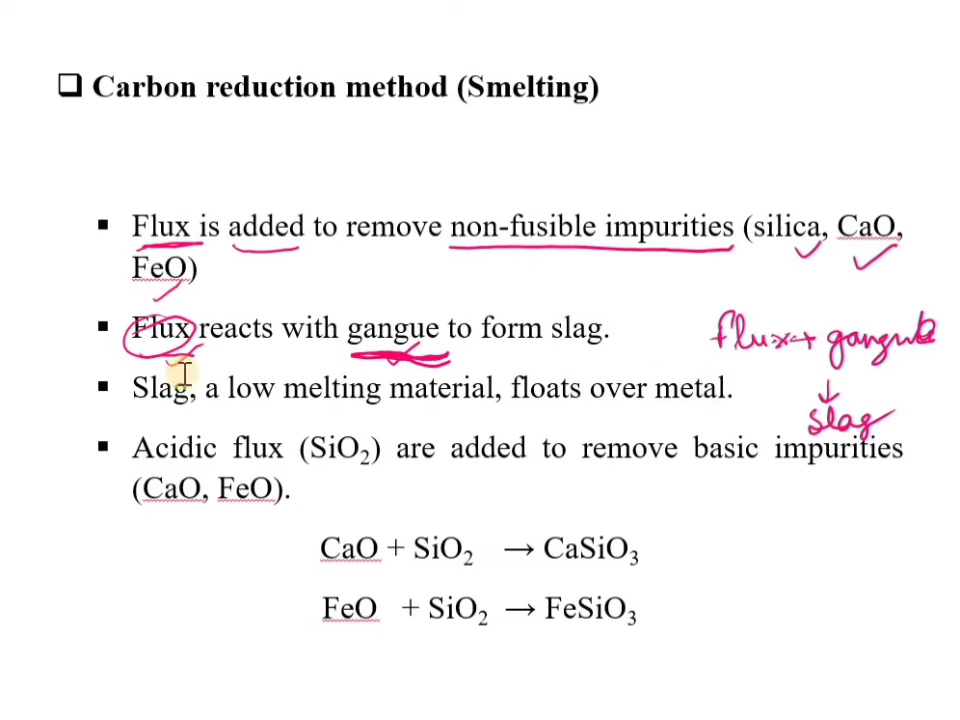 ❑ Carbon reduction method (Smelting)
▪ Flux is added to remove non-fusible impurities (silica, CaO,
FeO)
▪ Flux reacts with gangue to form slag.
flux + gangue
▪ Slag, a low melting material, floats over metal.
↓
slag
▪ Acidic flux (SiO₂) are added to remove basic impurities
(CaO, FeO).
CaO + SiO₂ → CaSiO₃
FeO + SiO₂ → FeSiO₃